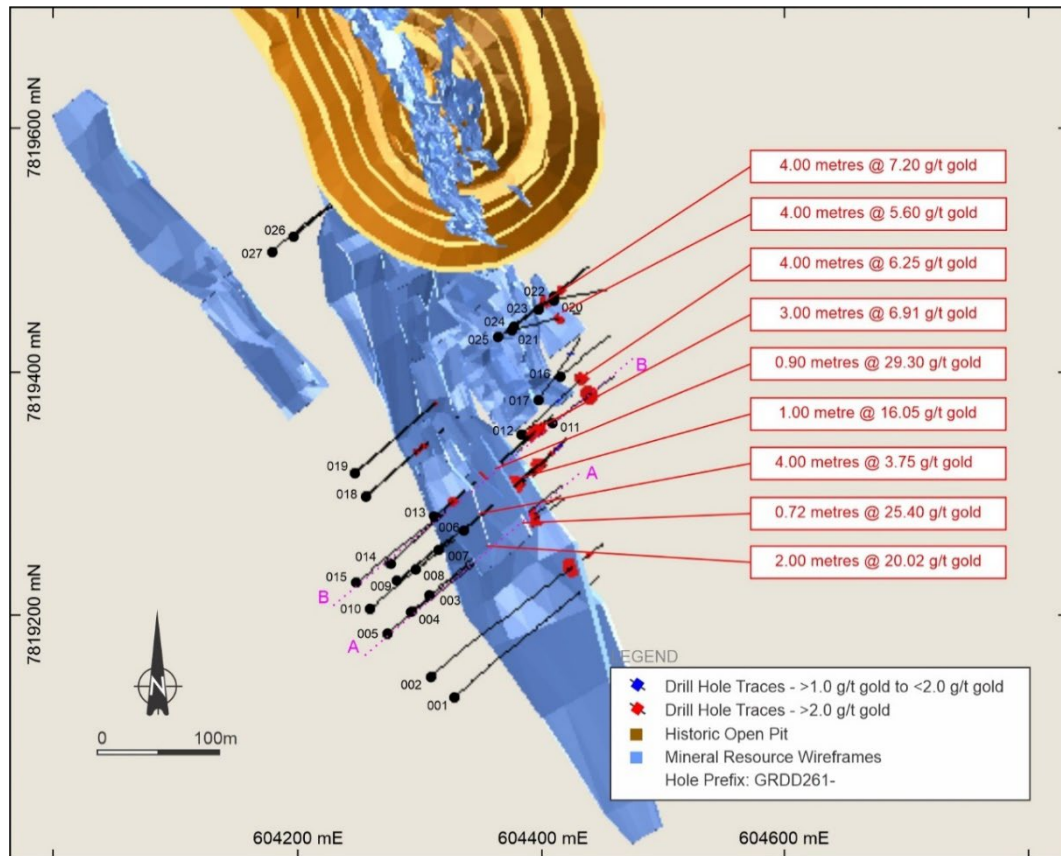 7819600 mN
4.00 metres @ 7.20 g/t gold
4.00 metres @ 5.60 g/t gold
026
027
4.00 metres @ 6.25 g/t gold
022
020
023
3.00 metres @ 6.91 g/t gold
024
025
021
7819400 mN
016
B
0.90 metres @ 29.30 g/t gold
017
012
011
1.00 metre @ 16.05 g/t gold
019
A
4.00 metres @ 3.75 g/t gold
018
013
006
0.72 metres @ 25.40 g/t gold
014
007
015
009
008
2.00 metres @ 20.02 g/t gold
B
010
003
7819200 mN
004
005
A
002
001
EGEND
Drill Hole Traces - >1.0 g/t gold to <2.0 g/t gold
Drill Hole Traces - >2.0 g/t gold
Historic Open Pit
Mineral Resource Wireframes
Hole Prefix: GRDD261-
N
0 100m
604200 mE 604400 mE 604600 mE